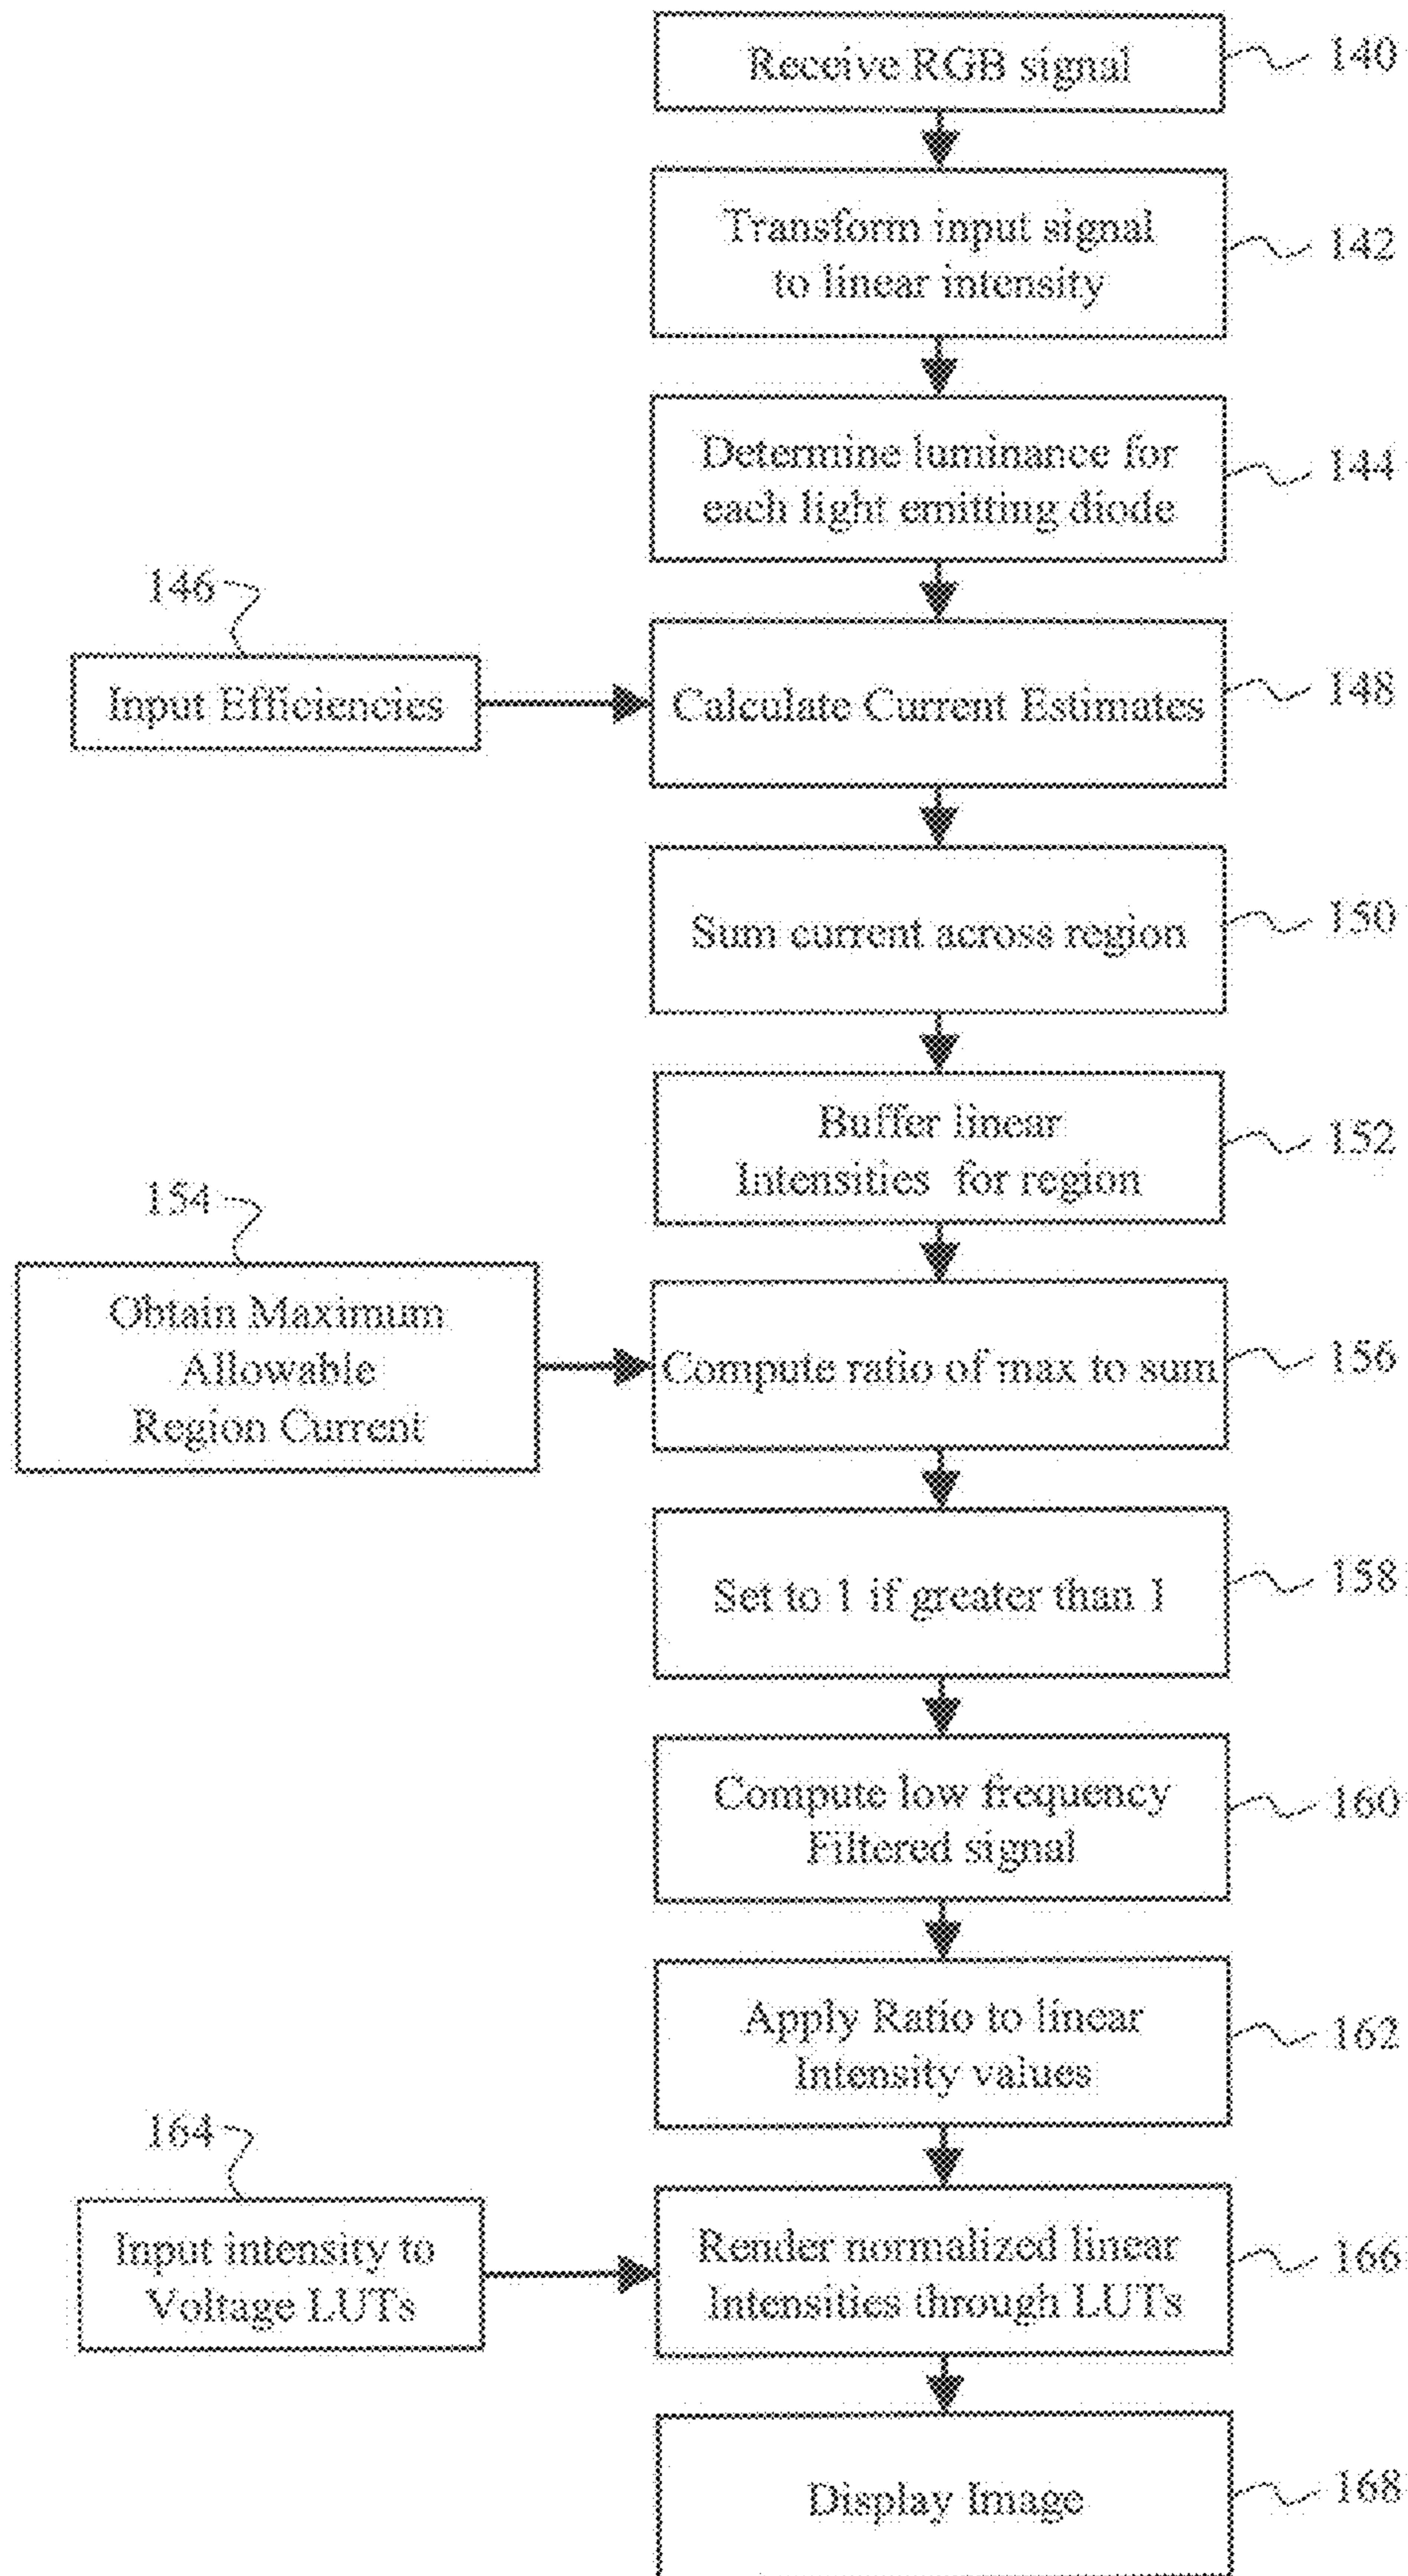 Receive RGB signal
140
Transform input signal
to linear intensity
142
Determine luminance for
each light emitting diode
144
146
Input Efficiencies
Calculate Current Estimates
148
Sum current across region
150
Buffer linear
Intensities for region
152
154
Obtain Maximum
Allowable
Region Current
Compute ratio of max to sum
156
Set to 1 if greater than 1
158
Compute low frequency
Filtered signal
160
Apply Ratio to linear
Intensity values
162
164
Input intensity to
Voltage LUTs
Render normalized linear
Intensities through LUTs
166
Display Image
168